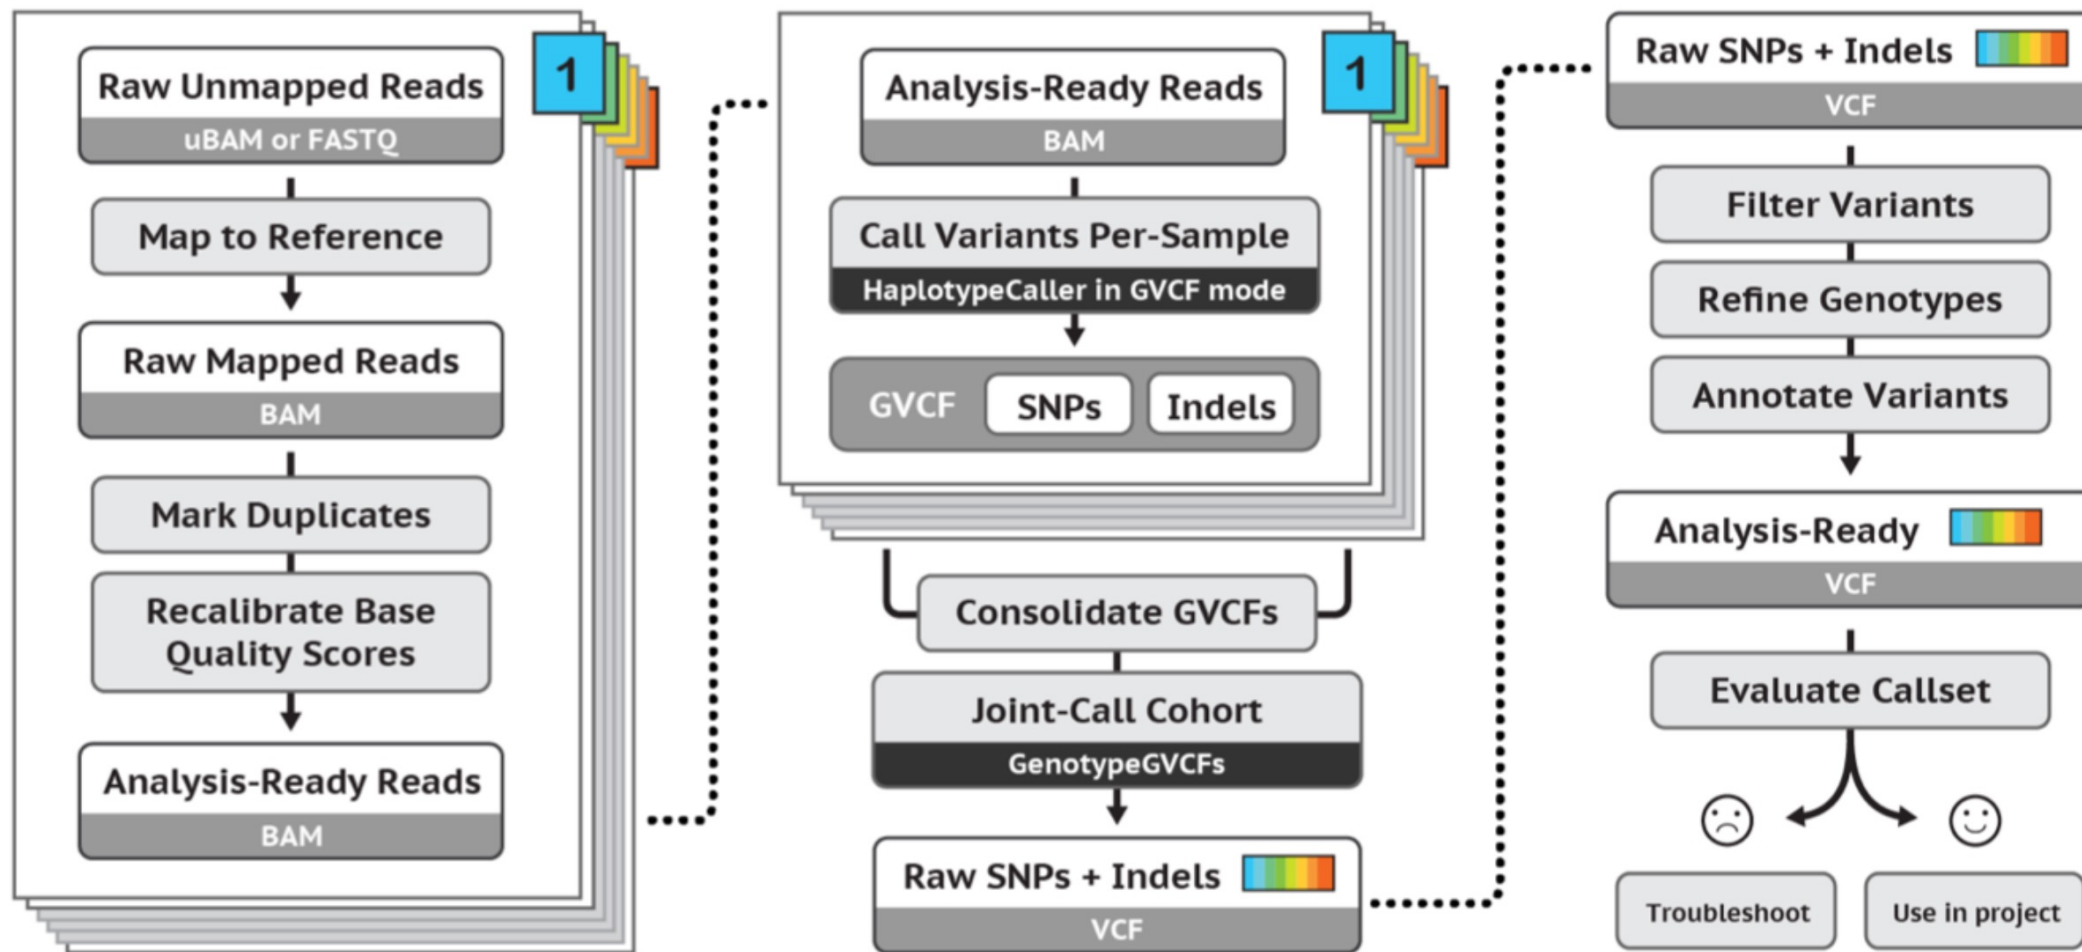 1
Raw Unmapped Reads
uBAM or FASTQ
Map to Reference
Raw Mapped Reads
BAM
Mark Duplicates
Recalibrate Base
Quality Scores
Analysis-Ready Reads
BAM
1
Analysis-Ready Reads
BAM
Call Variants Per-Sample
HaplotypeCaller in GVCF mode
GVCF SNPs Indels
Consolidate GVCFs
Joint-Call Cohort
GenotypeGVCFs
Raw SNPs + Indels
VCF
Raw SNPs + Indels
VCF
Filter Variants
Refine Genotypes
Annotate Variants
Analysis-Ready
VCF
Evaluate Callset
Troubleshoot
Use in project